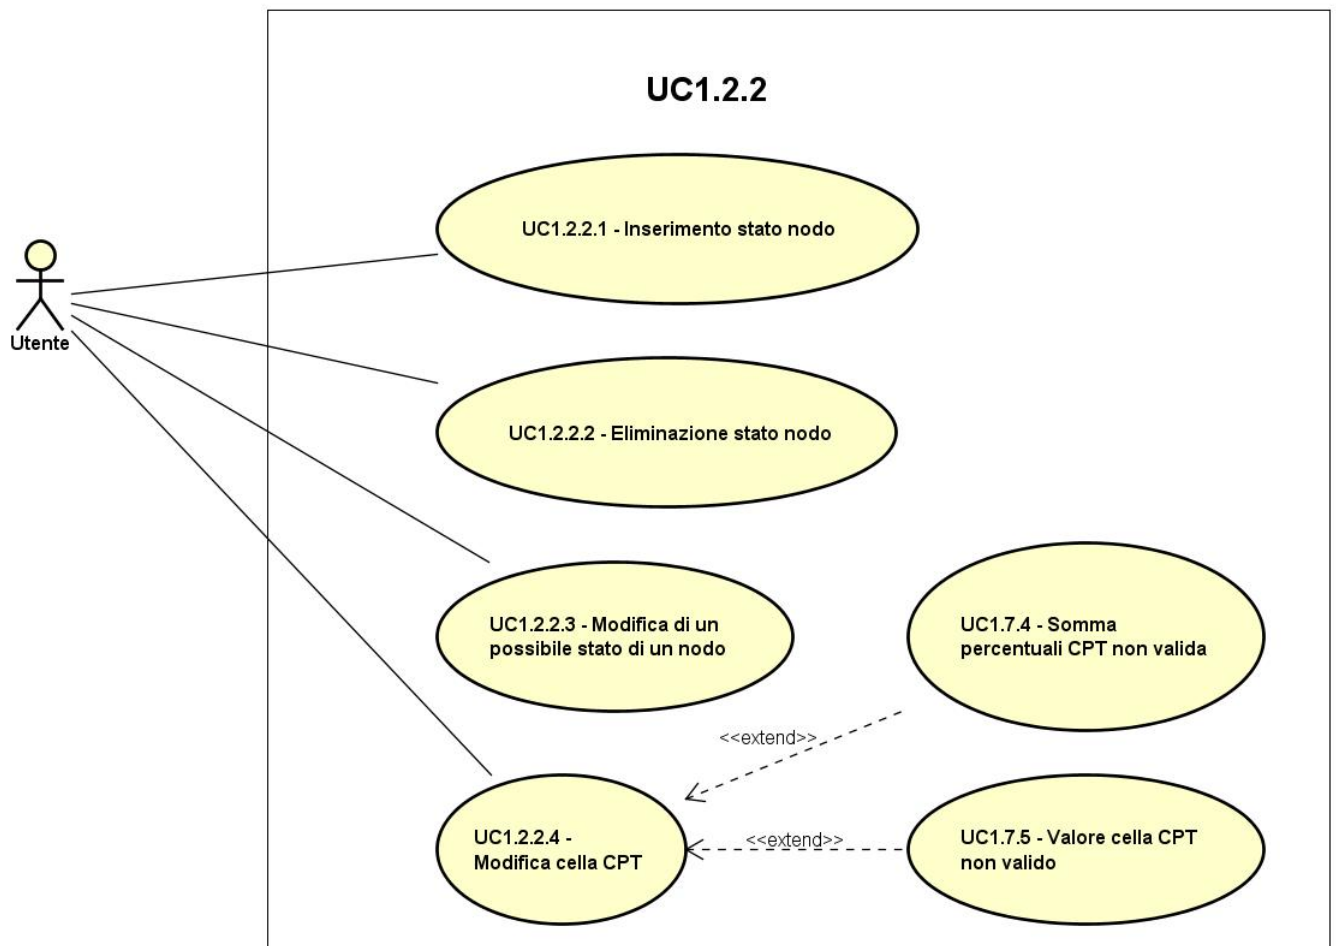 UC1.2.2
UC1.2.2.1 - Inserimento stato nodo
Utente
UC1.2.2.2 - Eliminazione stato nodo
UC1.2.2.3 - Modifica di un
possibile stato di un nodo
UC1.7.4 - Somma
percentuali CPT non valida
<<extend>>
UC1.2.2.4 -
Modifica cella CPT
<<extend>>
UC1.7.5 - Valore cella CPT
non valido